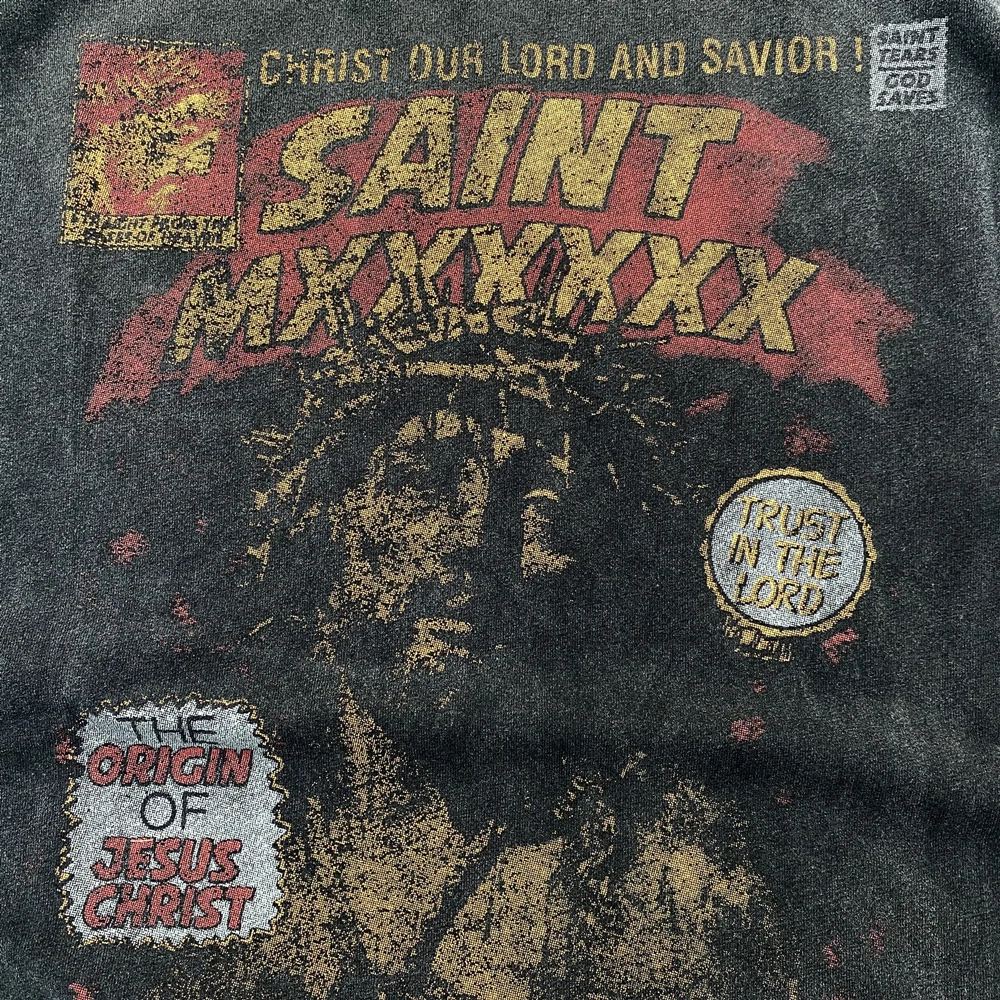 CHRIST OUR LORD AND SAVIOR !
SAINT
TEARS
GOD
SAVES
SAINT
MXXXXXX
TRUST
IN THE
LORD
THE
ORIGIN
OF
JESUS
CHRIST